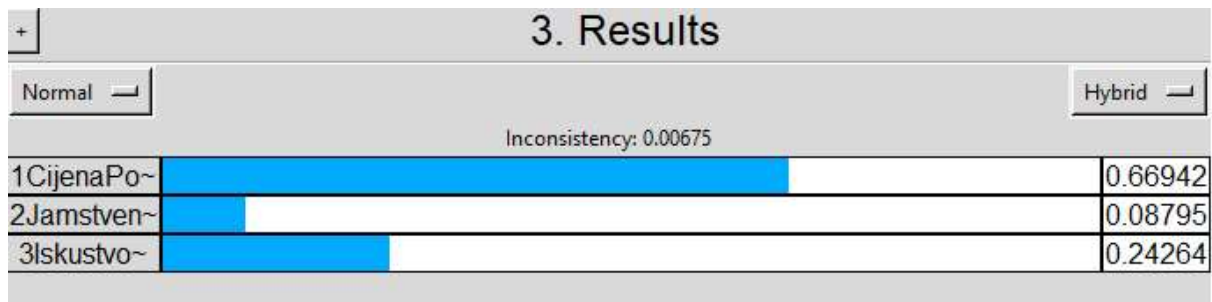 + 3. Results
Normal Hybrid
Inconsistency: 0.00675
1CijenaPo~ 0.66942
2Jamstven~ 0.08795
3Iskustvo~ 0.24264